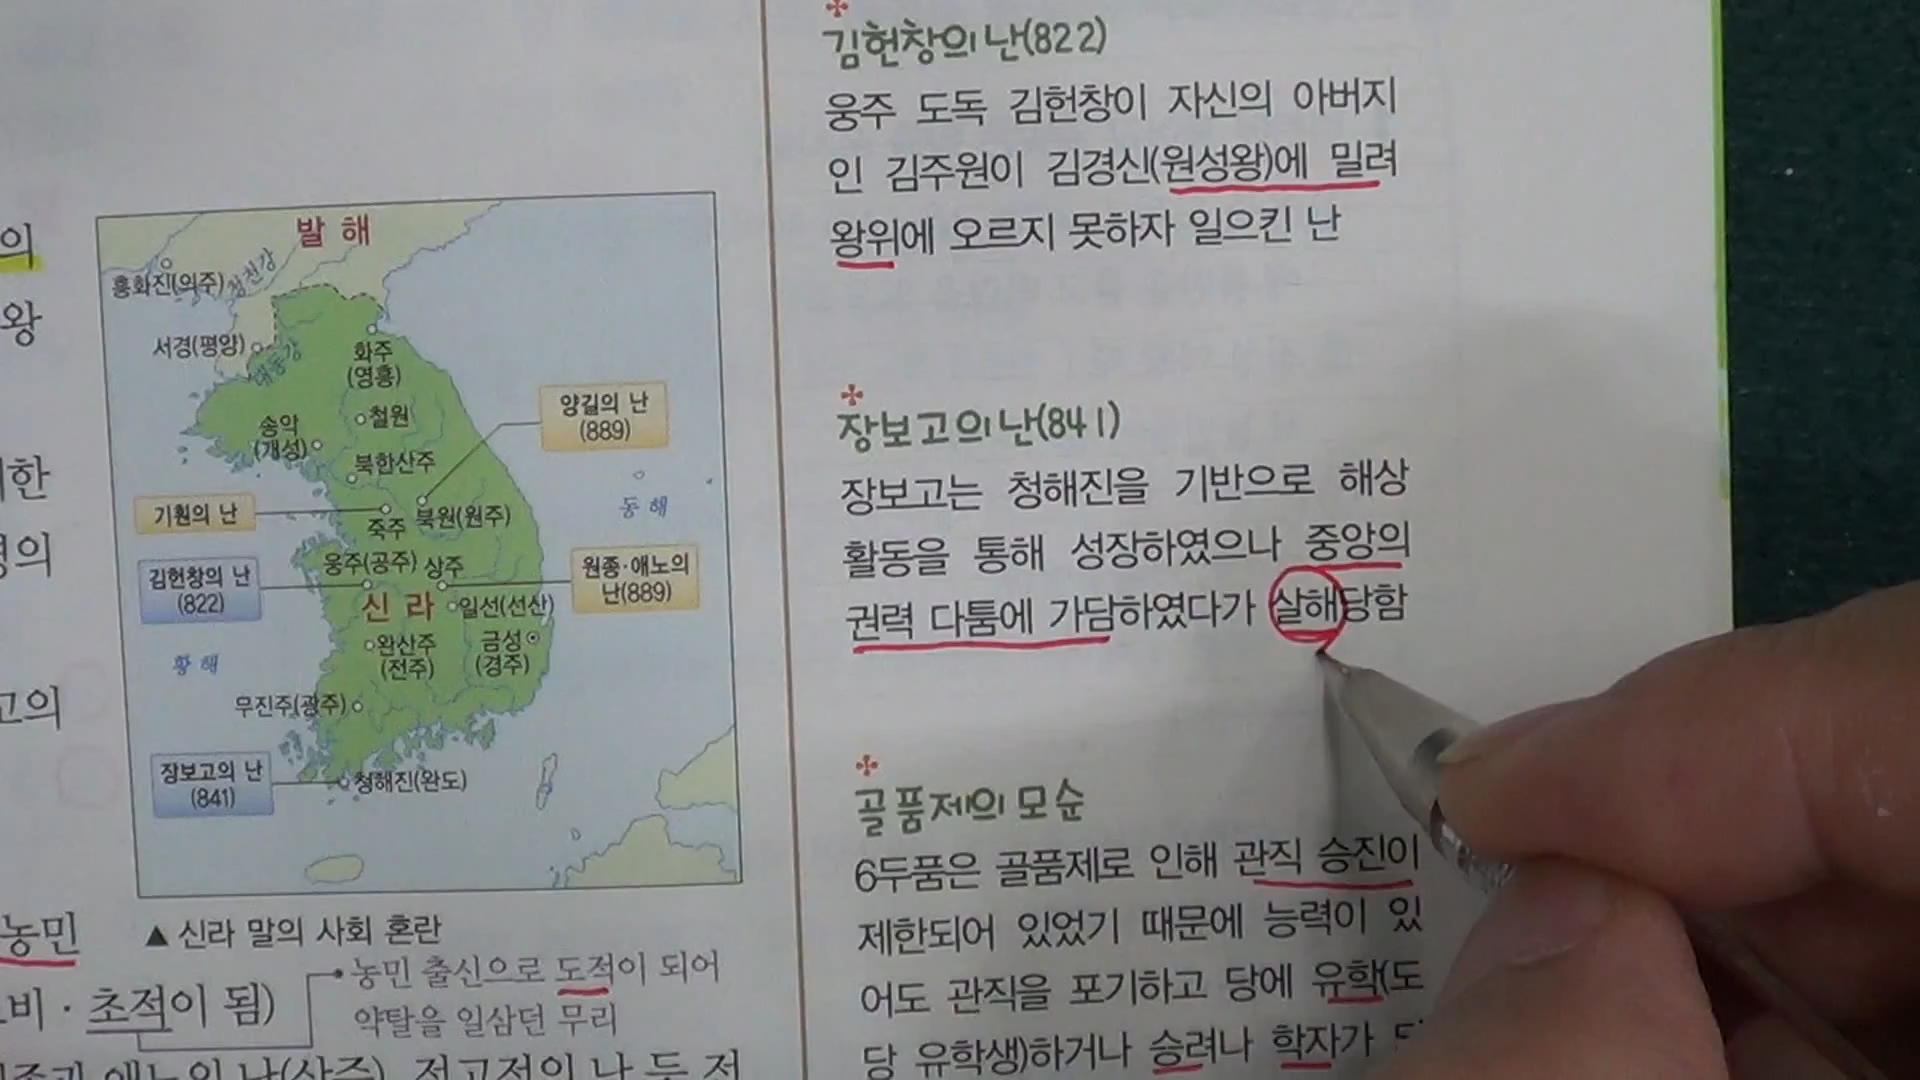 의
왕
한
의
고의
농민
비·초적이 됨)
발해
흥화진(의주)
청천강
서경(평양)
대동강
화주
(영흥)
철원
송악
(개성)
북한산주
양길의 난
(889)
동해
기훤의 난
죽주
북원(원주)
웅주(공주)
상주
김헌창의 난
(822)
원종·애노의
난(889)
신라
일선(선산)
완산주
(전주)
금성
(경주)
황해
무진주(광주)
장보고의 난
(841)
청해진(완도)
▲ 신라 말의 사회 혼란
농민 출신으로 도적이 되어
약탈을 일삼던 무리
애노의 난(상주), 적고적의 난 등 전
김헌창의 난(822)
웅주 도독 김헌창이 자신의 아버지
인 김주원이 김경신(원성왕)에 밀려
왕위에 오르지 못하자 일으킨 난
장보고의 난(841)
장보고는 청해진을 기반으로 해상
활동을 통해 성장하였으나 중앙의
권력 다툼에 가담하였다가 살해당함
골품제의 모순
6두품은 골품제로 인해 관직 승진이
제한되어 있었기 때문에 능력이 있
어도 관직을 포기하고 당에 유학(도
당 유학생)하거나 승려나 학자가